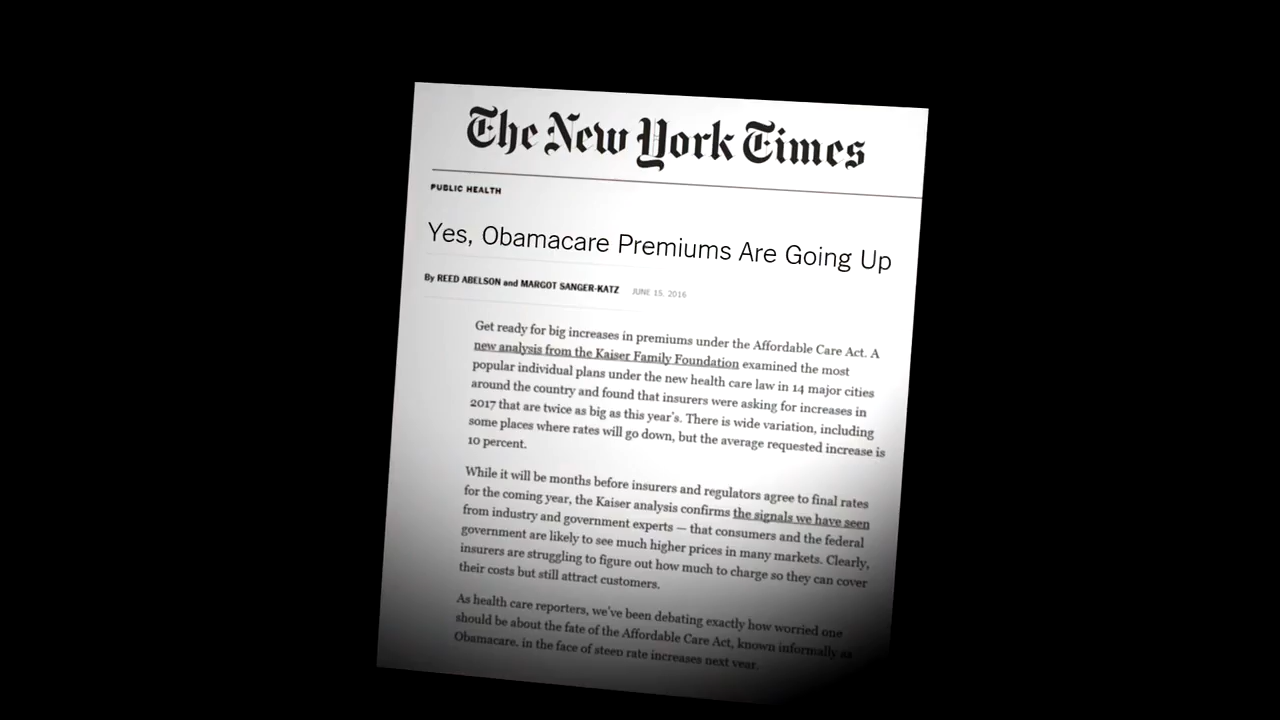 The New York Times
PUBLIC HEALTH
Yes, Obamacare Premiums Are Going Up
By REED ABELSON and MARGOT SANGER-KATZ JUNE 15, 2016
Get ready for big increases in premiums under the Affordable Care Act. A
new analysis from the Kaiser Family Foundation examined the most
popular individual plans under the new health care law in 14 major cities
around the country and found that insurers were asking for increases in
2017 that are twice as big as this year's. There is wide variation, including
some places where rates will go down, but the average requested increase is
10 percent.
While it will be months before insurers and regulators agree to final rates
for the coming year, the Kaiser analysis confirms the signals we have seen
from industry and government experts — that consumers and the federal
government are likely to see much higher prices in many markets. Clearly,
insurers are struggling to figure out how much to charge so they can cover
their costs but still attract customers.
As health care reporters, we've been debating exactly how worried one
should be about the fate of the Affordable Care Act, known informally as
Obamacare, in the face of steep rate increases next year.